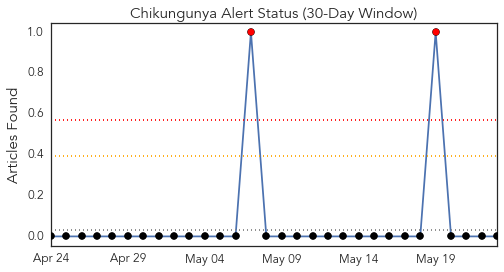 Chikungunya Alert Status (30-Day Window)
Articles Found
1.0
0.8
0.6
0.4
0.2
0.0
Apr 24
Apr 29
May 04
May 09
May 14
May 19